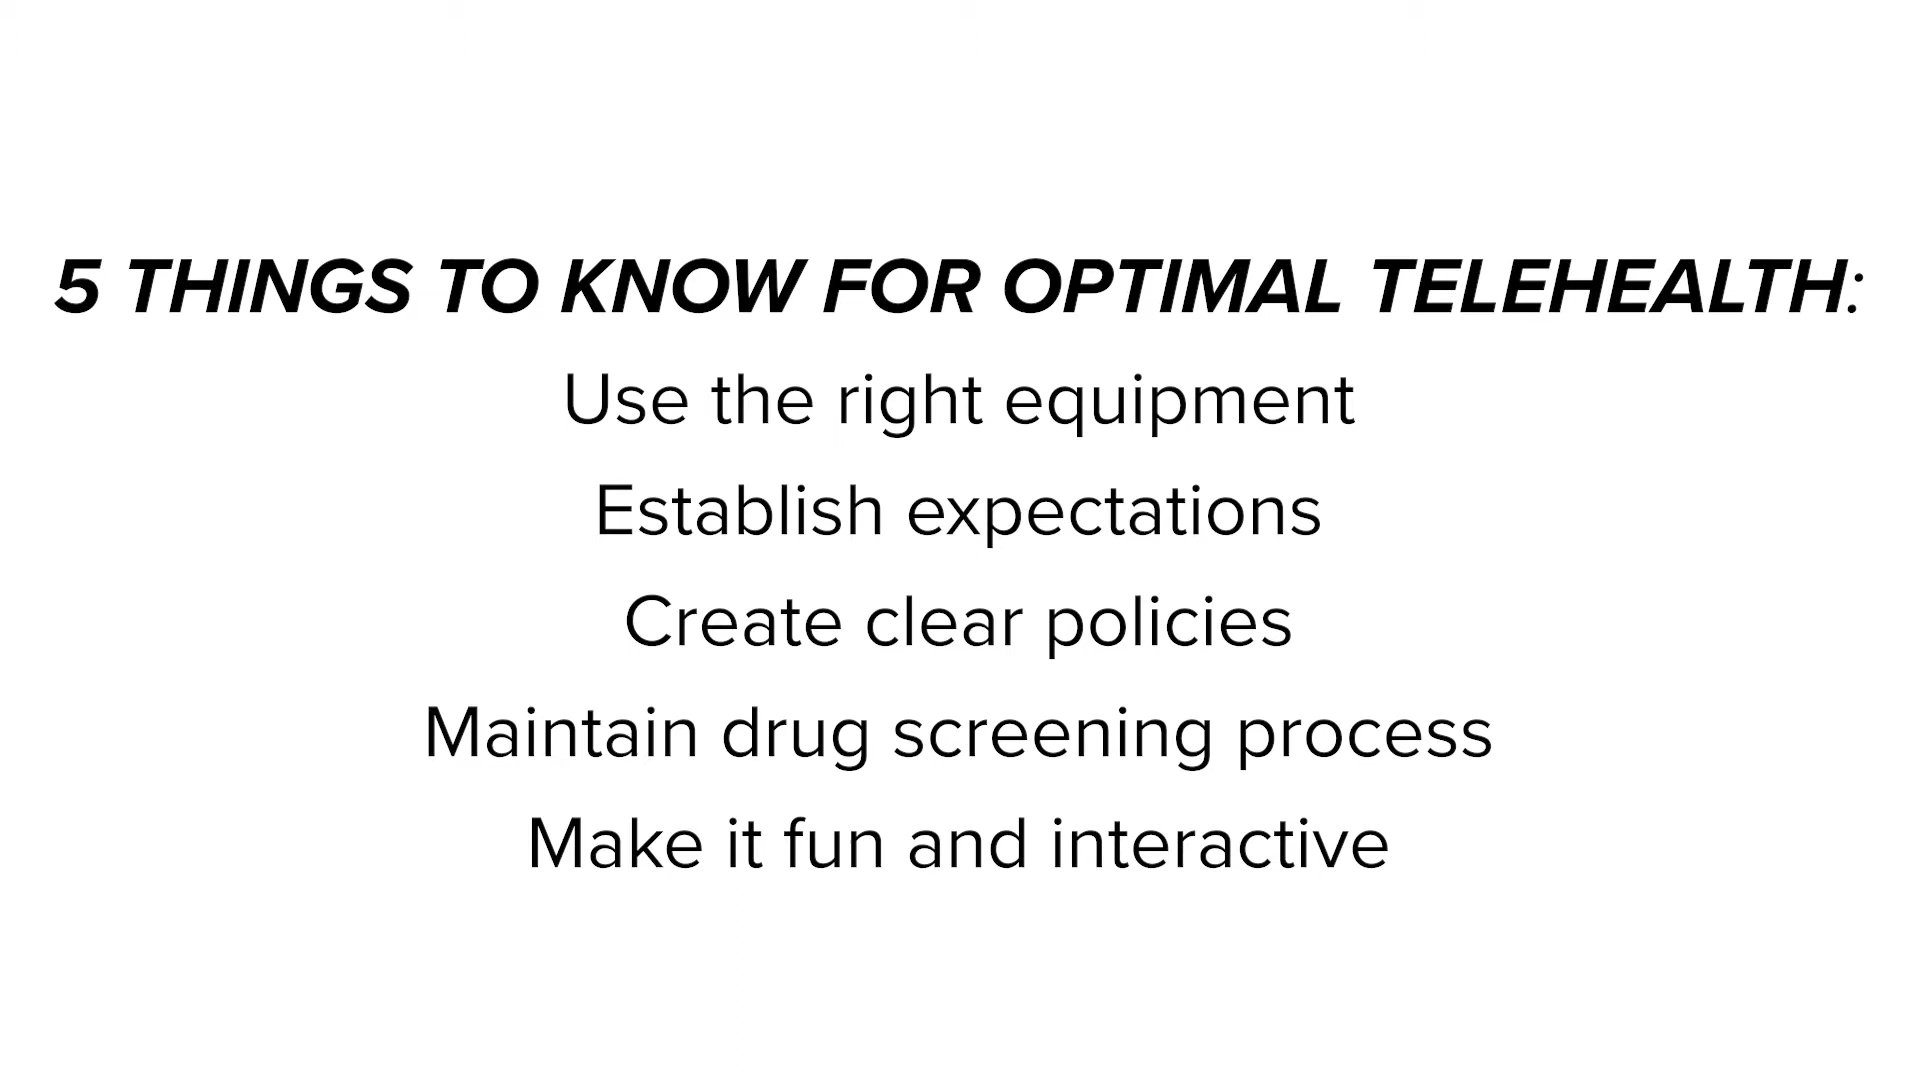 5 THINGS TO KNOW FOR OPTIMAL TELEHEALTH:
Use the right equipment
Establish expectations
Create clear policies
Maintain drug screening process
Make it fun and interactive